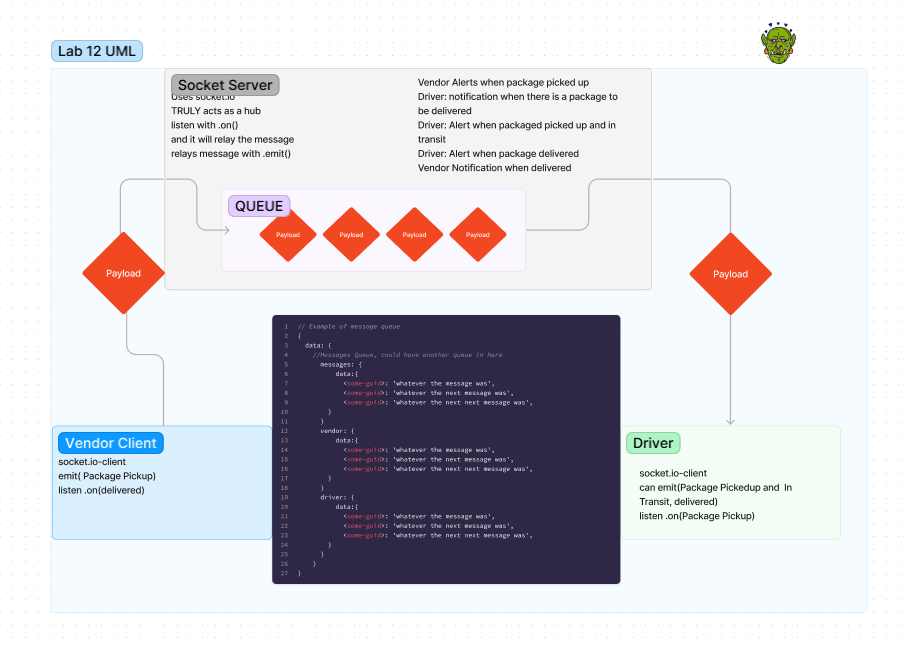 Lab 12 UML
Socket Server
Uses socket.io
TRULY acts as a hub
listen with .on()
and it will relay the message
relays message with .emit()
Vendor Alerts when package picked up
Driver: notification when there is a package to
be delivered
Driver: Alert when packaged picked up and in
transit
Driver: Alert when package delivered
Vendor Notification when delivered
QUEUE
Payload
Payload
Payload
Payload
Payload
Payload
1 // Example of message queue
2 {
3 data: {
4 //Messages Queue, could have another queue in here
5 messages: {
6 data:{
7 <some-guid>: 'whatever the message was',
8 <some-guid>: 'whatever the next message was',
9 <some-guid>: 'whatever the next next message was',
10 }
11 }
12 vendor: {
13 data:{
14 <some-guid>: 'whatever the message was',
15 <some-guid>: 'whatever the next message was',
16 <some-guid>: 'whatever the next next message was',
17 }
18 }
19 driver: {
20 data:{
21 <some-guid>: 'whatever the message was',
22 <some-guid>: 'whatever the next message was',
23 <some-guid>: 'whatever the next next message was',
24 }
25 }
26 }
27 }
Vendor Client
socket.io-client
emit( Package Pickup)
listen .on(delivered)
Driver
socket.io-client
can emit(Package Pickedup and In
Transit, delivered)
listen .on(Package Pickup)